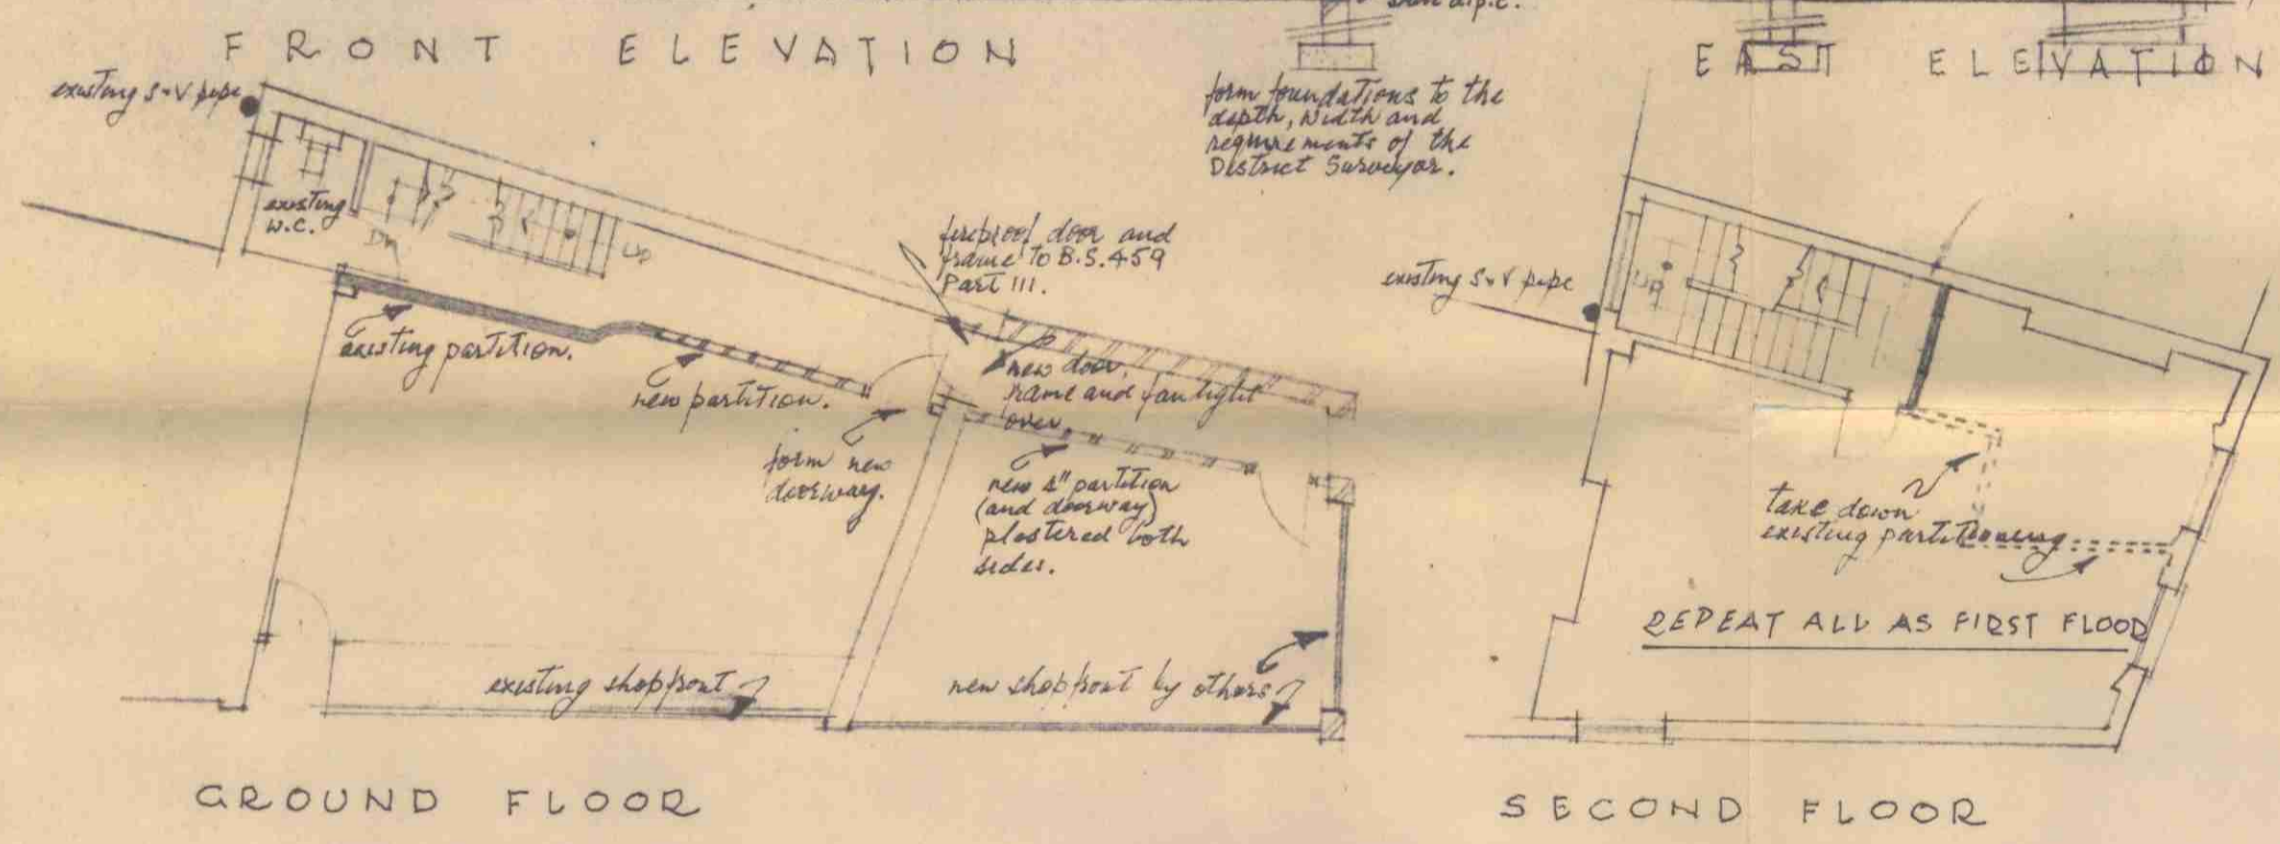 d.p.c.
FRONT ELEVATION
EAST ELEVATION
existing S+V pipe
form foundations to the
depth, width and
requirements of the
District Surveyor.
existing
W.C.
Dn
Up
fireproof door and
frame to B.S.459
Part III.
existing partition.
new partition.
new door,
frame and fanlight
over.
form new
doorway.
new 4" partition
(and doorway)
plastered both
sides.
existing shopfront
new shopfront by others
GROUND FLOOR
existing S+V pipe
Up
take down
existing partitioning
REPEAT ALL AS FIRST FLOOR
SECOND FLOOR